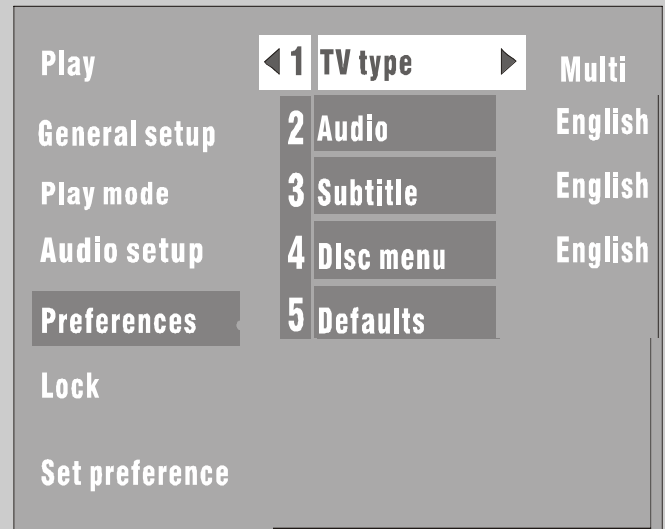 Play
General setup
Play mode
Audio setup
Preferences
Lock
Set preference
1 TV type Multi
2 Audio English
3 Subtitle English
4 DIsc menu English
5 Defaults